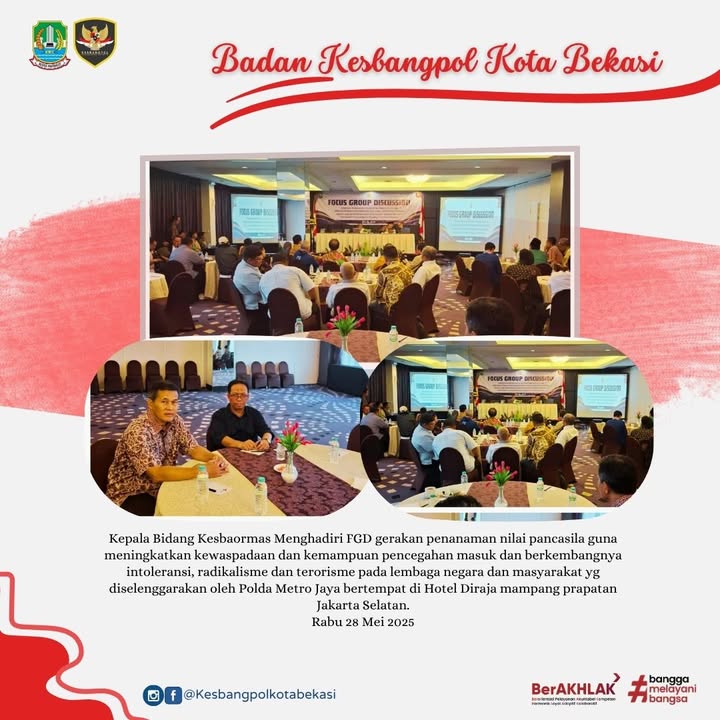 Badan Kesbangpol Kota Bekasi
FOCUS GROUP DISCUSSION
FOCUS GROUP DISCUSSION
Kepala Bidang Kesbaormas Menghadiri FGD gerakan penanaman nilai pancasila guna
meningkatkan kewaspadaan dan kemampuan pencegahan masuk dan berkembangnya
intoleransi, radikalisme dan terorisme pada lembaga negara dan masyarakat yg
diselenggarakan oleh Polda Metro Jaya bertempat di Hotel Diraja mampang prapatan
Jakarta Selatan.
Rabu 28 Mei 2025
@Kesbangpolkotabekasi
BerAKHLAK
#bangga
melayani
bangsa